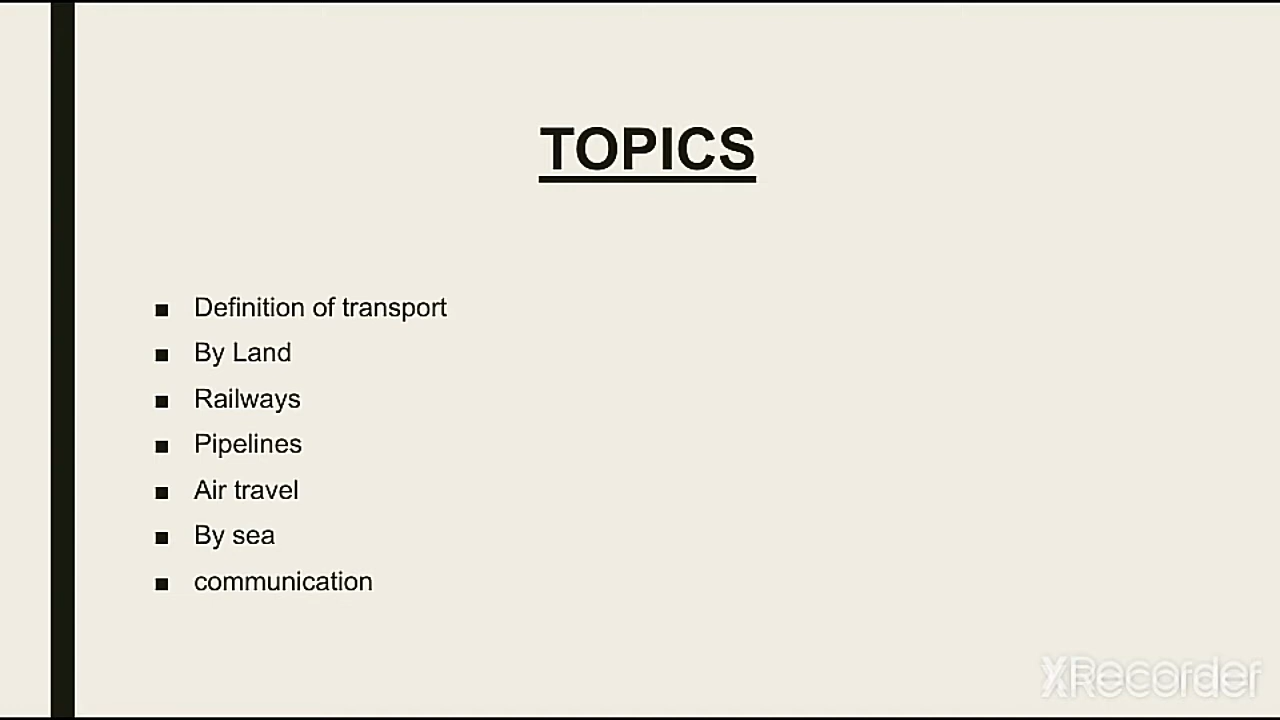 TOPICS
Definition of transport
By Land
Railways
Pipelines
Air travel
By sea
communication
XRecorder